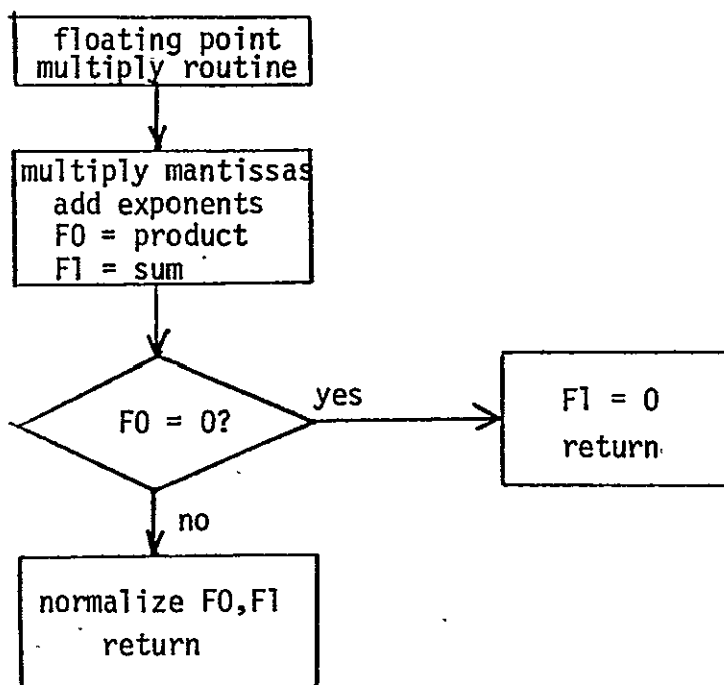 floating point
multiply routine
multiply mantissas
add exponents
F0 = product
F1 = sum
F0 = 0?
yes
F1 = 0
return
no
normalize F0,F1
return